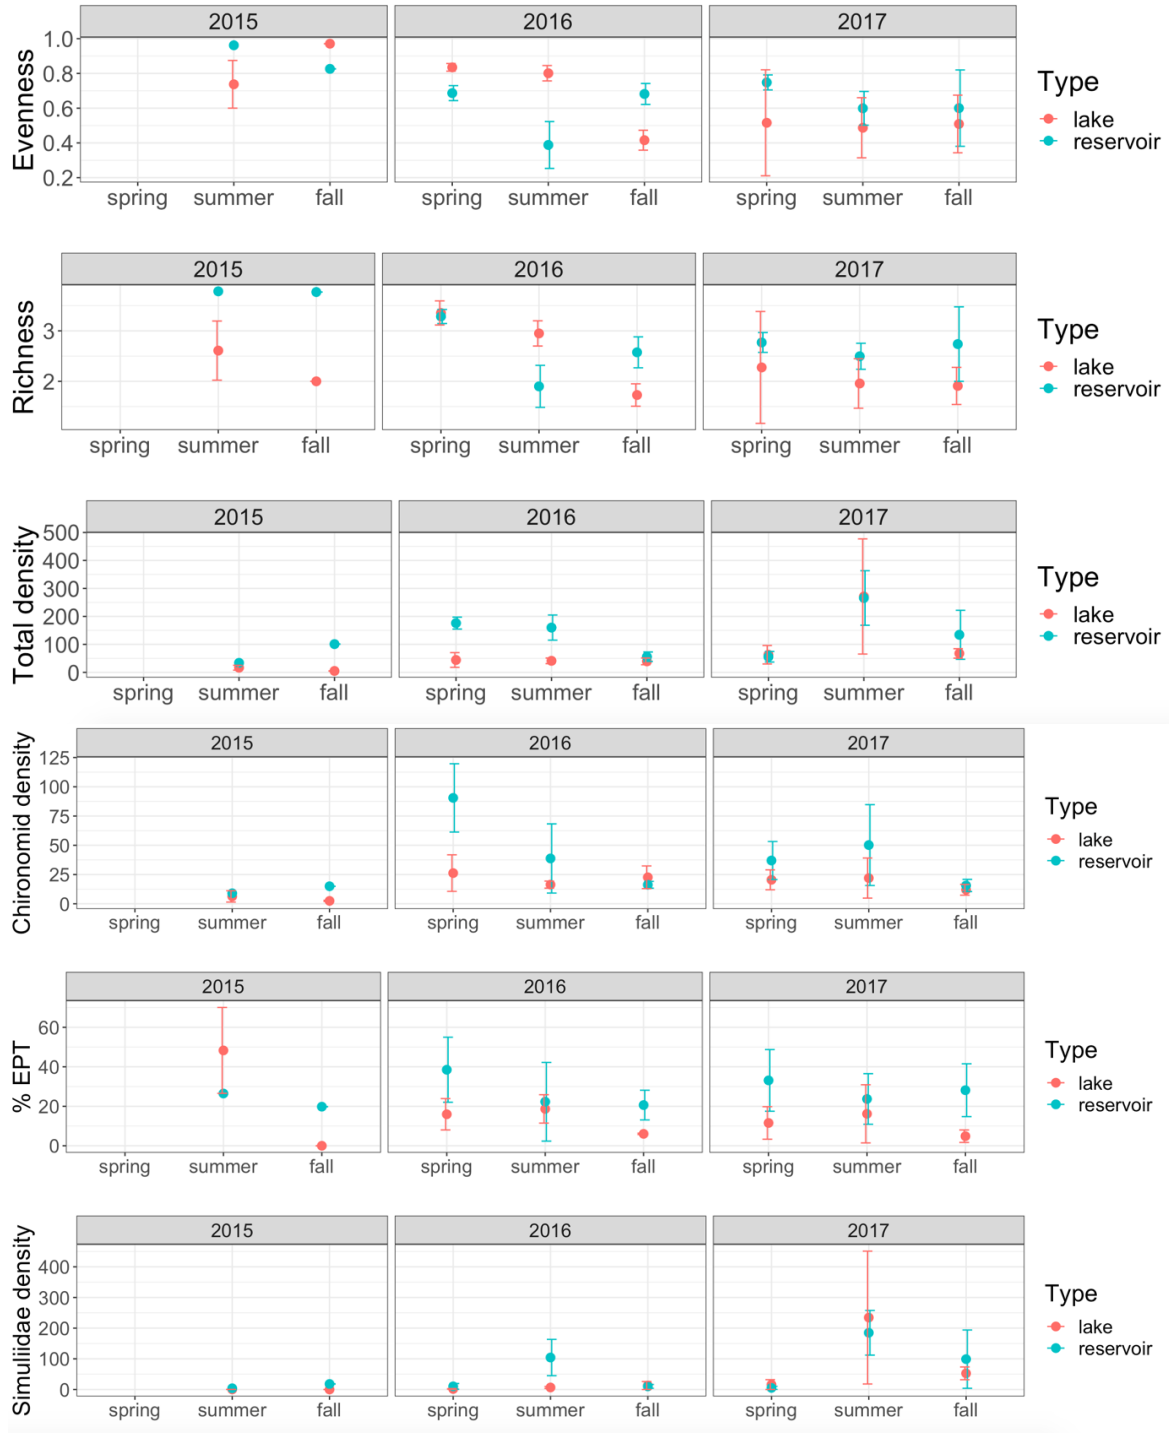 2015 2016 2017
Evenness
1.0
0.8
0.6
0.4
0.2
spring summer fall spring summer fall spring summer fall
Type
lake
reservoir
2015 2016 2017
Richness
3
2
spring summer fall spring summer fall spring summer fall
Type
lake
reservoir
2015 2016 2017
Total density
500
400
300
200
100
0
spring summer fall spring summer fall spring summer fall
Type
lake
reservoir
2015 2016 2017
Chironomid density
125
100
75
50
25
0
spring summer fall spring summer fall spring summer fall
Type
lake
reservoir
2015 2016 2017
% EPT
60
40
20
0
spring summer fall spring summer fall spring summer fall
Type
lake
reservoir
2015 2016 2017
Simuliidae density
400
300
200
100
0
spring summer fall spring summer fall spring summer fall
Type
lake
reservoir